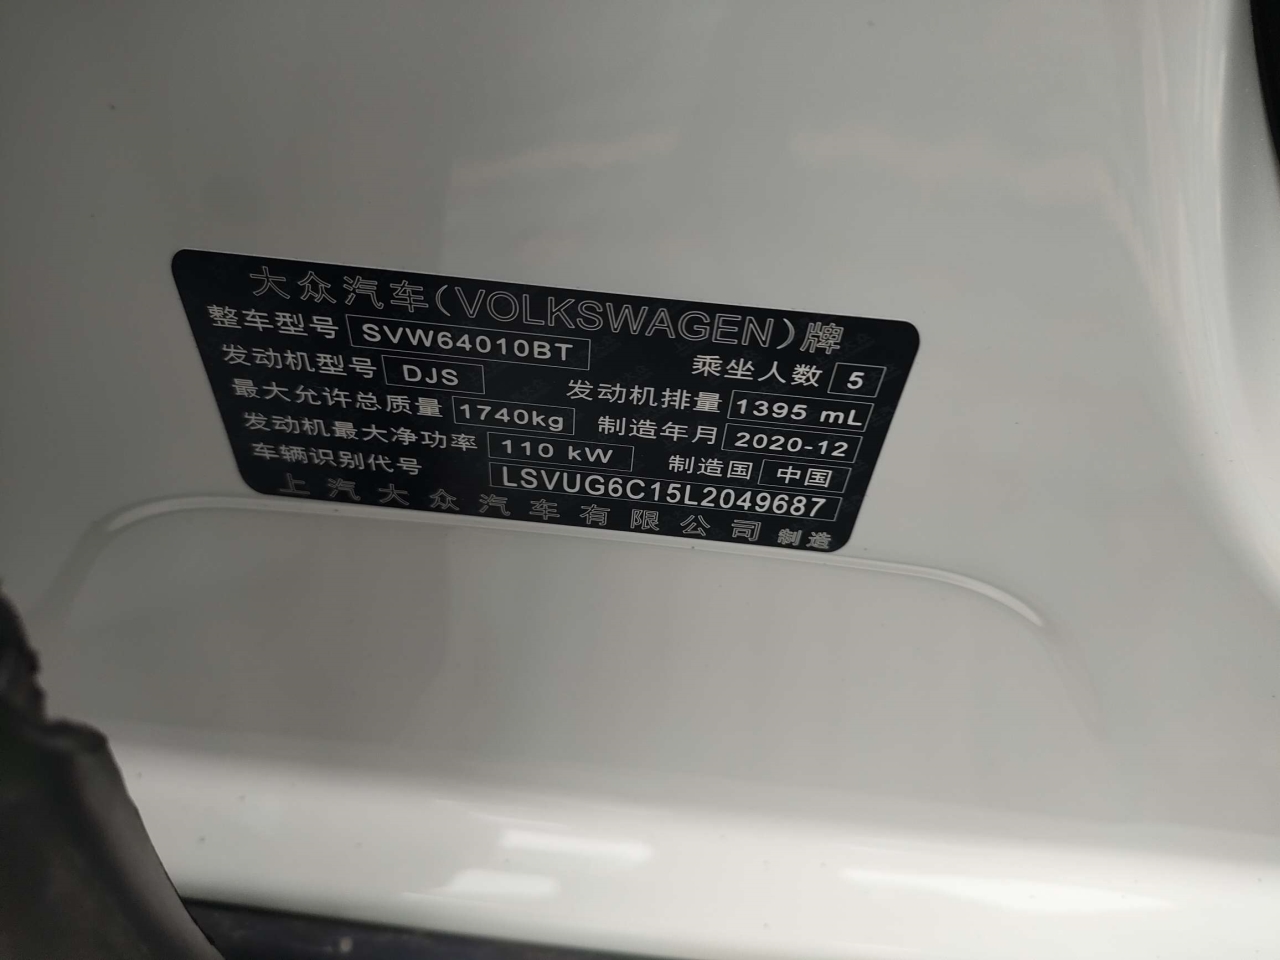 大众汽车(VOLKSWAGEN)牌
整车型号 SVW64010BT 乘坐人数 5
发动机型号 DJS 发动机排量 1395 mL
最大允许总质量 1740kg 制造年月 2020-12
发动机最大净功率 110 kW 制造国 中国
车辆识别代号 LSVUG6C15L2049687
上汽大众汽车有限公司 制造